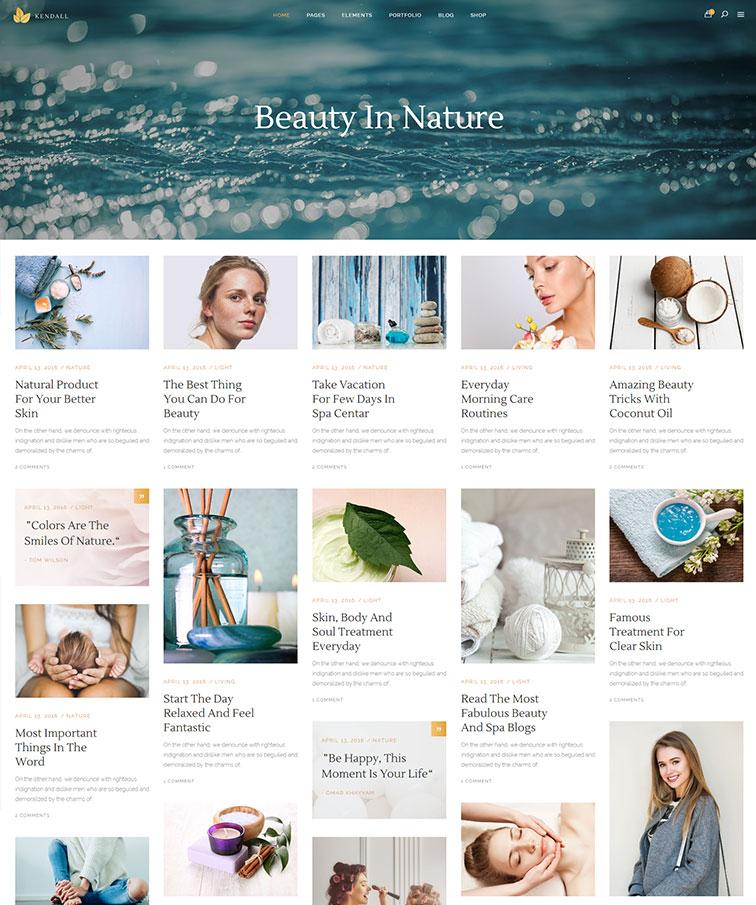 KENDALL
HOME PAGES ELEMENTS PORTFOLIO BLOG SHOP
Beauty In Nature
APRIL 13, 2016 / NATURE
Natural Product
For Your Better
Skin
On the other hand, we denounce with righteous
indignation and dislike men who are so beguiled and
demoralized by the charms of.
2 COMMENTS
APRIL 13, 2016 / LIGHT
The Best Thing
You Can Do For
Beauty
On the other hand, we denounce with righteous
indignation and dislike men who are so beguiled and
demoralized by the charms of.
1 COMMENT
APRIL 13, 2016 / NATURE
Take Vacation
For Few Days In
Spa Centar
On the other hand, we denounce with righteous
indignation and dislike men who are so beguiled and
demoralized by the charms of.
2 COMMENTS
APRIL 13, 2016 / LIVING
Everyday
Morning Care
Routines
On the other hand, we denounce with righteous
indignation and dislike men who are so beguiled and
demoralized by the charms of.
1 COMMENT
APRIL 13, 2016 / LIVING
Amazing Beauty
Tricks With
Coconut Oil
On the other hand, we denounce with righteous
indignation and dislike men who are so beguiled and
demoralized by the charms of.
2 COMMENTS
APRIL 13, 2016 / LIGHT
"Colors Are The
Smiles Of Nature."
- TOM WILSON
APRIL 13, 2016 / NATURE
Most Important
Things In The
Word
On the other hand, we denounce with righteous
indignation and dislike men who are so beguiled and
demoralized by the charms of.
2 COMMENTS
APRIL 13, 2016 / LIVING
Start The Day
Relaxed And Feel
Fantastic
On the other hand, we denounce with righteous
indignation and dislike men who are so beguiled and
demoralized by the charms of.
1 COMMENT
APRIL 13, 2016 / LIGHT
Skin, Body And
Soul Treatment
Everyday
On the other hand, we denounce with righteous
indignation and dislike men who are so beguiled and
demoralized by the charms of.
1 COMMENT
APRIL 13, 2016 / NATURE
"Be Happy, This
Moment Is Your Life"
- OMAR KHAYYAM
APRIL 13, 2016 / LIGHT
Read The Most
Fabulous Beauty
And Spa Blogs
On the other hand, we denounce with righteous
indignation and dislike men who are so beguiled and
demoralized by the charms of.
1 COMMENT
APRIL 13, 2016 / LIGHT
Famous
Treatment For
Clear Skin
On the other hand, we denounce with righteous
indignation and dislike men who are so beguiled and
demoralized by the charms of.
2 COMMENTS